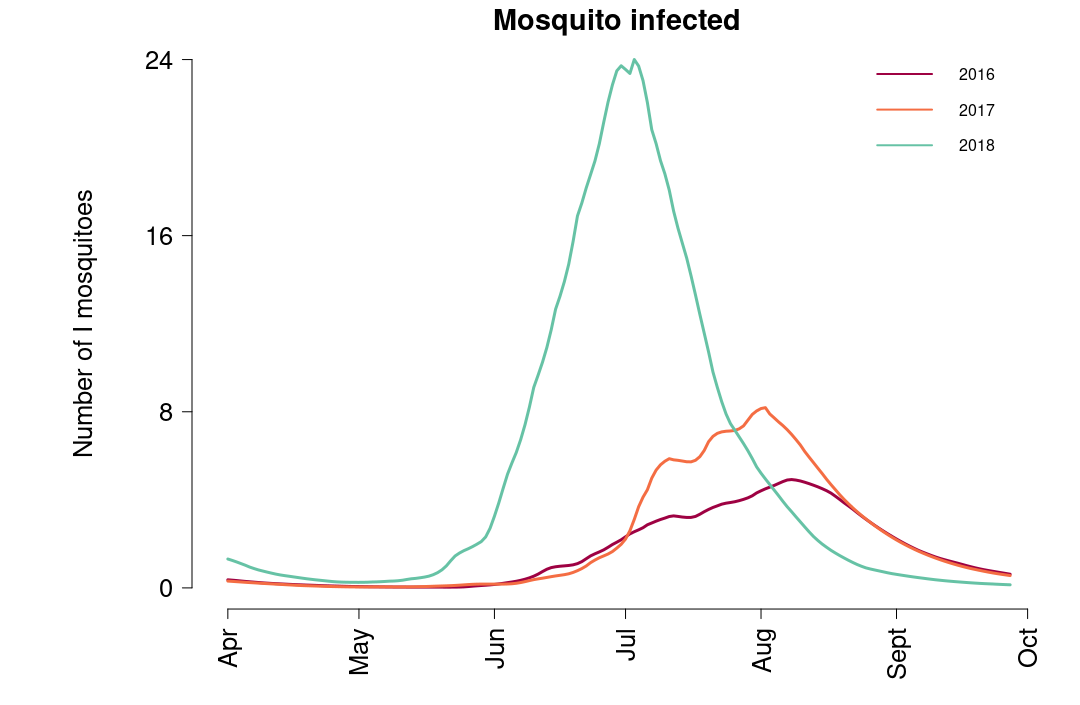 Mosquito infected
24
16
8
0
Number of I mosquitoes
2016
2017
2018
Apr
May
Jun
Jul
Aug
Sept
Oct